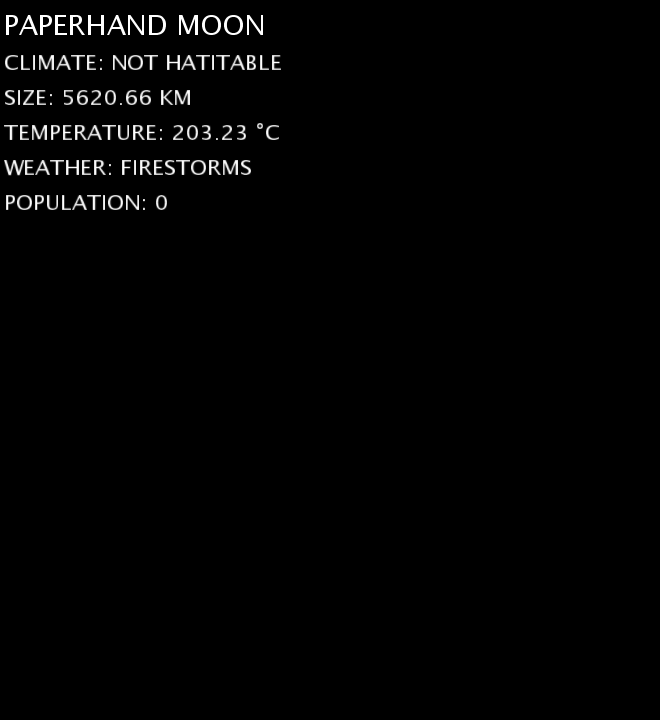 PAPERHAND MOON
CLIMATE: NOT HATITABLE
SIZE: 5620.66 KM
TEMPERATURE: 203.23 °C
WEATHER: FIRESTORMS
POPULATION: 0